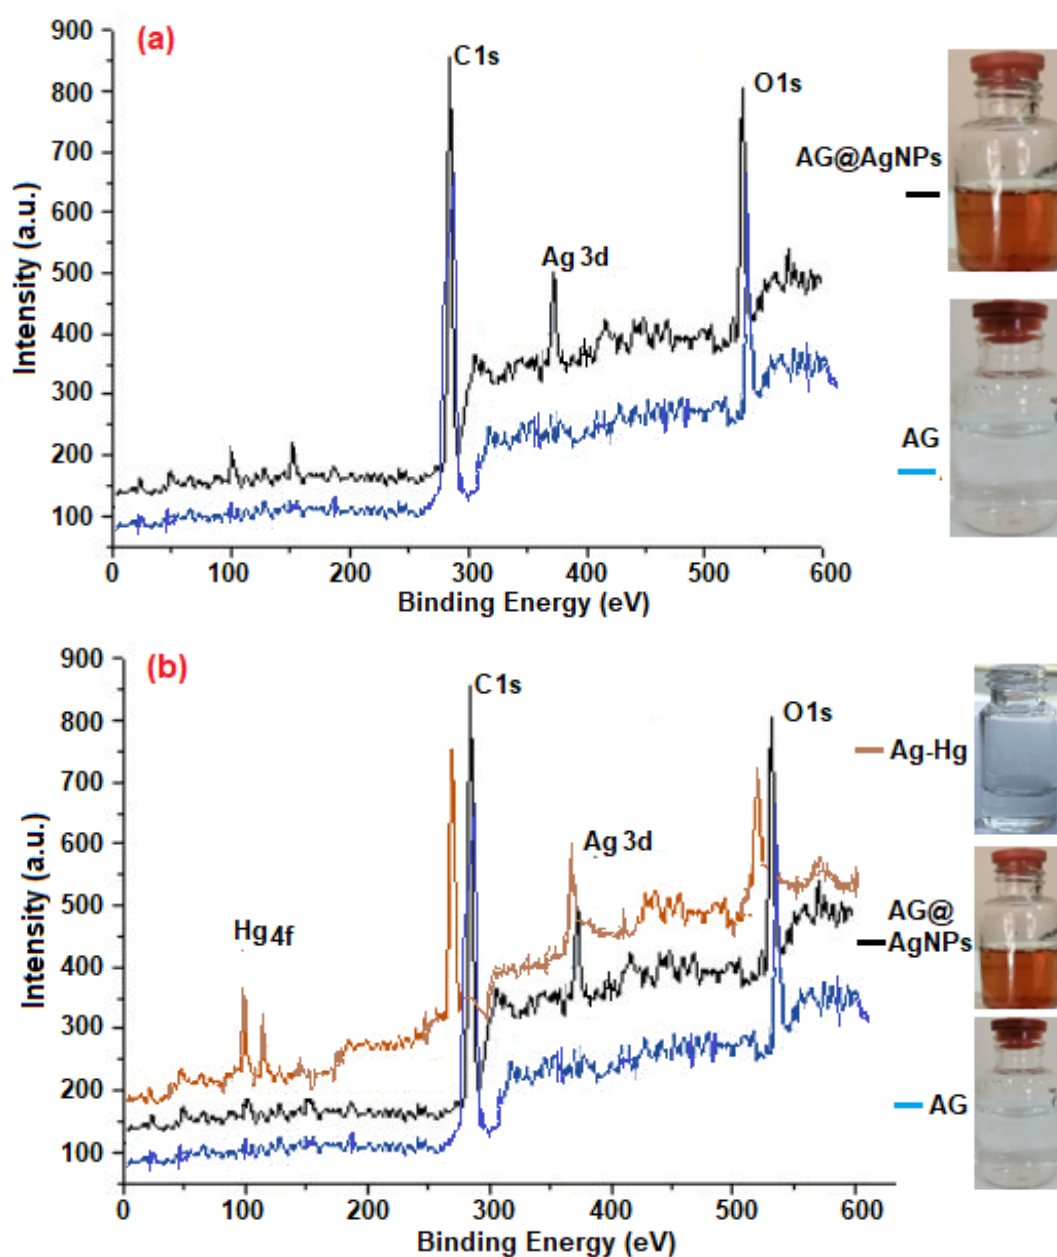 (a)
900
800
700
600
500
400
300
200
100
Intensity (a.u.)
C1s
Ag 3d
O1s
AG@AgNPs
AG
0 100 200 300 400 500 600
Binding Energy (eV)
(b)
900
800
700
600
500
400
300
200
100
Intensity (a.u.)
Hg4f
C1s
Ag 3d
O1s
Ag-Hg
AG@
AgNPs
AG
0 100 200 300 400 500 600
Binding Energy (eV)